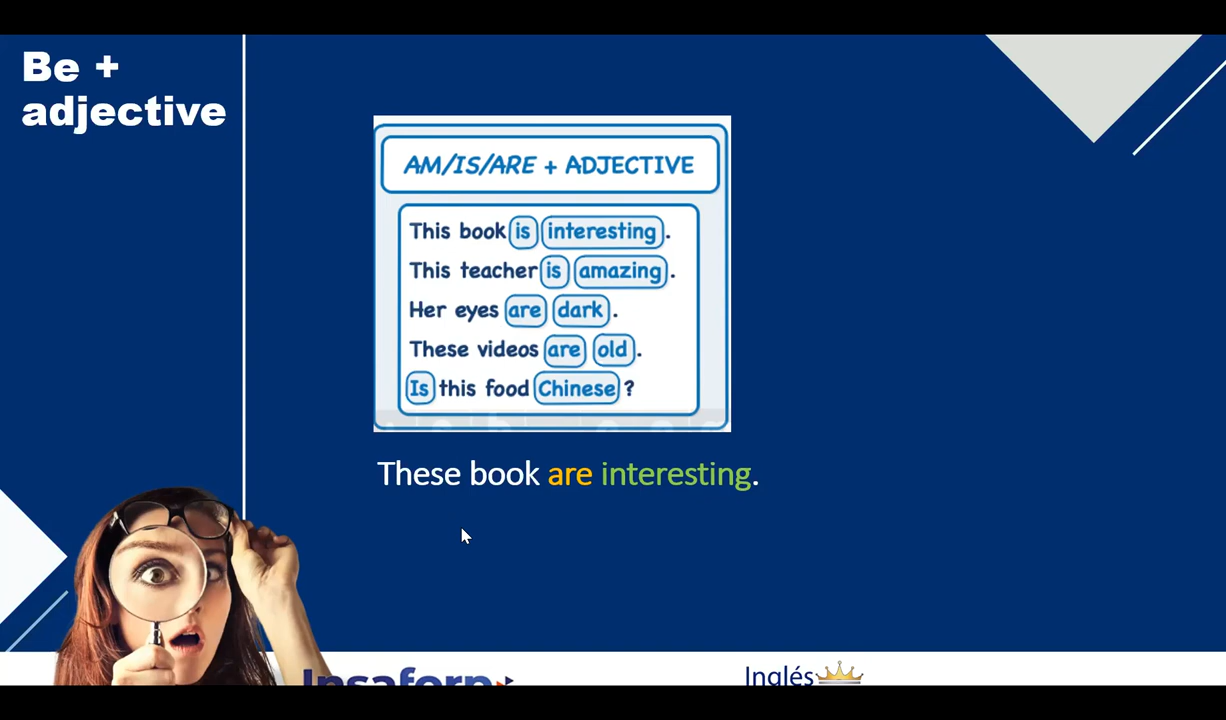 Be +
adjective
AM/IS/ARE + ADJECTIVE
This book is interesting.
This teacher is amazing.
Her eyes are dark.
These videos are old.
Is this food Chinese?
These book are interesting.
Insaforp
Inglés